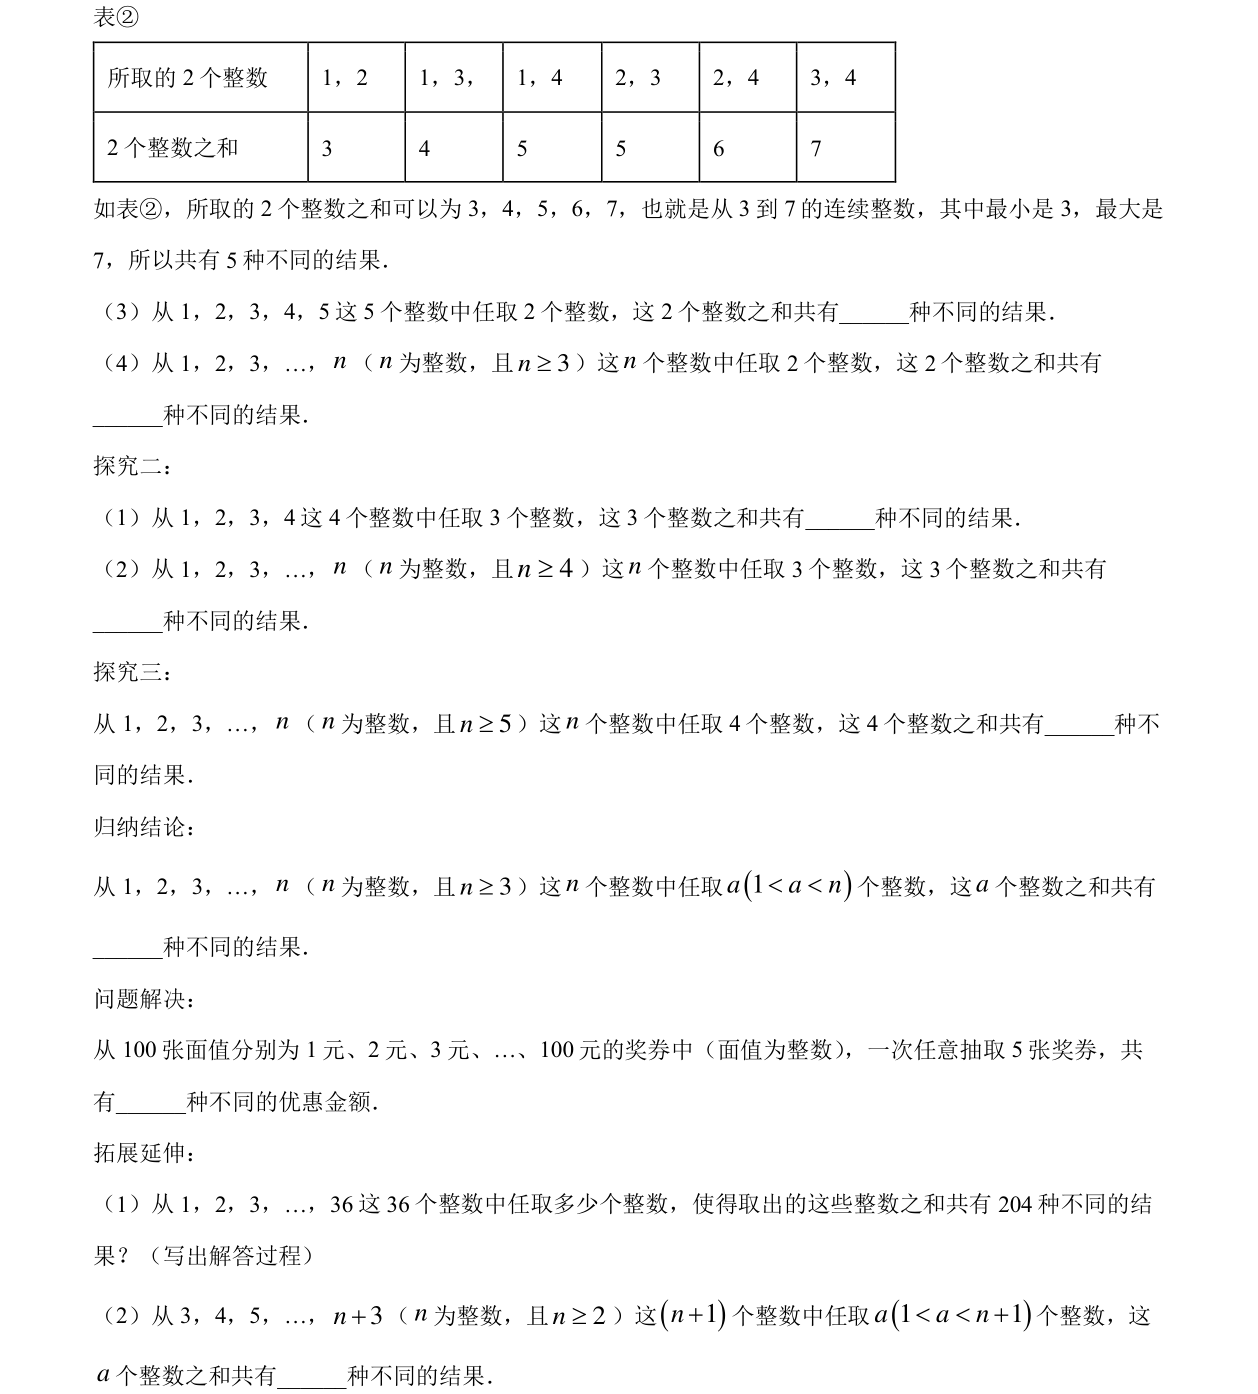 表②
所取的 2 个整数 1，2 1，3， 1，4 2，3 2，4 3，4
2 个整数之和 3 4 5 5 6 7
如表②，所取的 2 个整数之和可以为 3，4，5，6，7，也就是从 3 到 7 的连续整数，其中最小是 3，最大是
7，所以共有 5 种不同的结果．
（3）从 1，2，3，4，5 这 5 个整数中任取 2 个整数，这 2 个整数之和共有______种不同的结果．
（4）从 1，2，3，…，n（n 为整数，且 n≥3）这 n 个整数中任取 2 个整数，这 2 个整数之和共有
______种不同的结果．
探究二：
（1）从 1，2，3，4 这 4 个整数中任取 3 个整数，这 3 个整数之和共有______种不同的结果．
（2）从 1，2，3，…，n（n 为整数，且 n≥4）这 n 个整数中任取 3 个整数，这 3 个整数之和共有
______种不同的结果．
探究三：
从 1，2，3，…，n（n 为整数，且 n≥5）这 n 个整数中任取 4 个整数，这 4 个整数之和共有______种不
同的结果．
归纳结论：
从 1，2，3，…，n（n 为整数，且 n≥3）这 n 个整数中任取 a(1<a<n) 个整数，这 a 个整数之和共有
______种不同的结果．
问题解决：
从 100 张面值分别为 1 元、2 元、3 元、…、100 元的奖券中（面值为整数），一次任意抽取 5 张奖券，共
有______种不同的优惠金额．
拓展延伸：
（1）从 1，2，3，…，36 这 36 个整数中任取多少个整数，使得取出的这些整数之和共有 204 种不同的结
果？（写出解答过程）
（2）从 3，4，5，…，n+3（n 为整数，且 n≥2）这 (n+1) 个整数中任取 a(1<a<n+1) 个整数，这
a 个整数之和共有______种不同的结果．